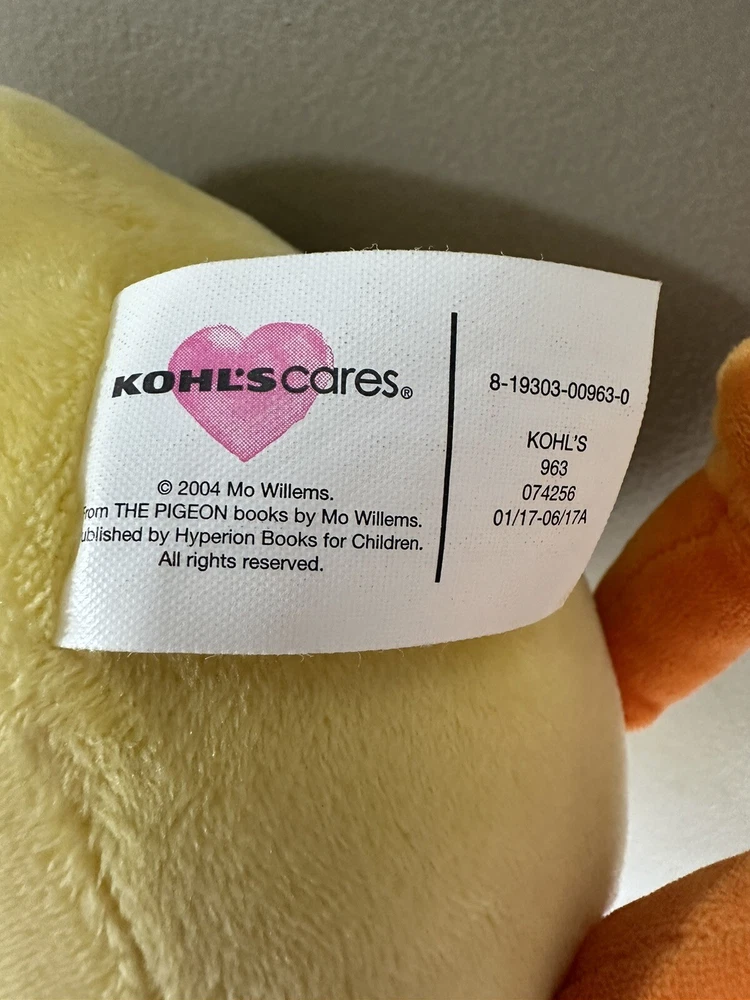 KOHL'S cares®
© 2004 Mo Willems.
rom THE PIGEON books by Mo Willems.
ublished by Hyperion Books for Children.
All rights reserved.
8-19303-00963-0
KOHL'S
963
074256
01/17-06/17A